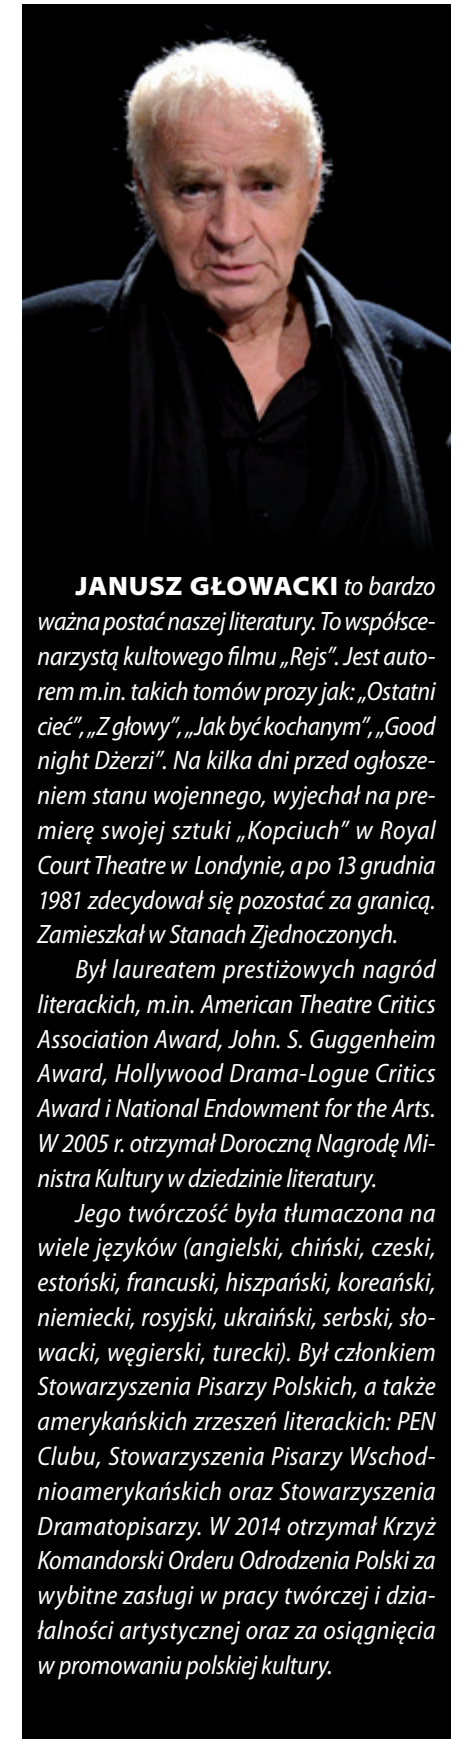 JANUSZ GŁOWACKI to bardzo
ważna postać naszej literatury. To współsce-
narzystą kultowego filmu „Rejs”. Jest auto-
rem m.in. takich tomów prozy jak: „Ostatni
cieć”, „Z głowy”, „Jak być kochanym”, „Good
night Dżerzi”. Na kilka dni przed ogłosze-
niem stanu wojennego, wyjechał na pre-
mierę swojej sztuki „Kopciuch” w Royal
Court Theatre w Londynie, a po 13 grudnia
1981 zdecydował się pozostać za granicą.
Zamieszkał w Stanach Zjednoczonych.
Był laureatem prestiżowych nagród
literackich, m.in. American Theatre Critics
Association Award, John. S. Guggenheim
Award, Hollywood Drama-Logue Critics
Award i National Endowment for the Arts.
W 2005 r. otrzymał Doroczną Nagrodę Mi-
nistra Kultury w dziedzinie literatury.
Jego twórczość była tłumaczona na
wiele języków (angielski, chiński, czeski,
estoński, francuski, hiszpański, koreański,
niemiecki, rosyjski, ukraiński, serbski, sło-
wacki, węgierski, turecki). Był członkiem
Stowarzyszenia Pisarzy Polskich, a także
amerykańskich zrzeszeń literackich: PEN
Clubu, Stowarzyszenia Pisarzy Wschod-
nioamerykańskich oraz Stowarzyszenia
Dramatopisarzy. W 2014 otrzymał Krzyż
Komandorski Orderu Odrodzenia Polski za
wybitne zasługi w pracy twórczej i dzia-
łalności artystycznej oraz za osiągnięcia
w promowaniu polskiej kultury.